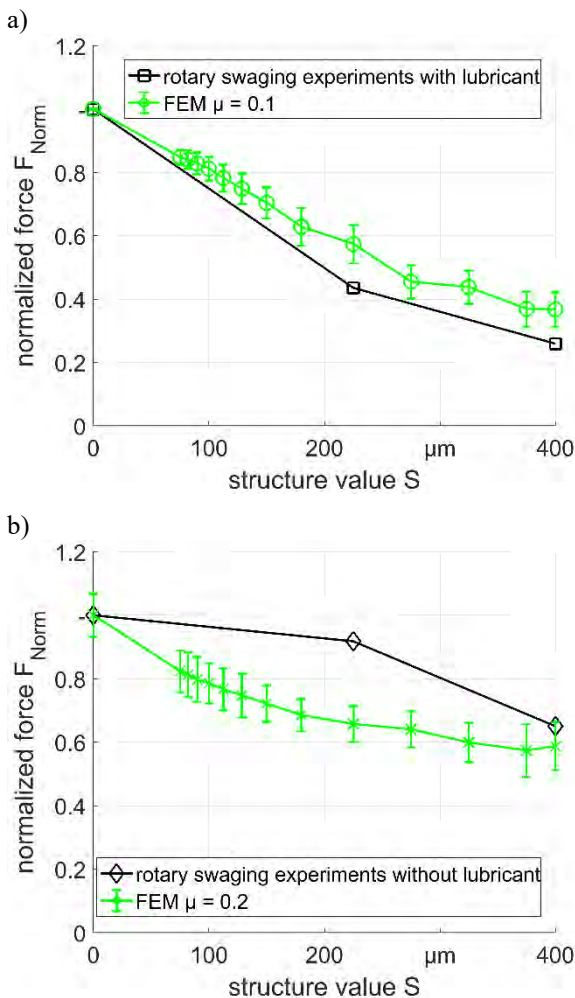 a)
1.2
rotary swaging experiments with lubricant
FEM µ = 0.1
0.8
0.6
0.4
0.2
0
normalized force F_Norm
0 100 200 µm 400
structure value S
b)
1.2
1
0.8
0.6
0.4
0.2
0
normalized force F_Norm
rotary swaging experiments without lubricant
FEM µ = 0.2
0 100 200 µm 400
structure value S